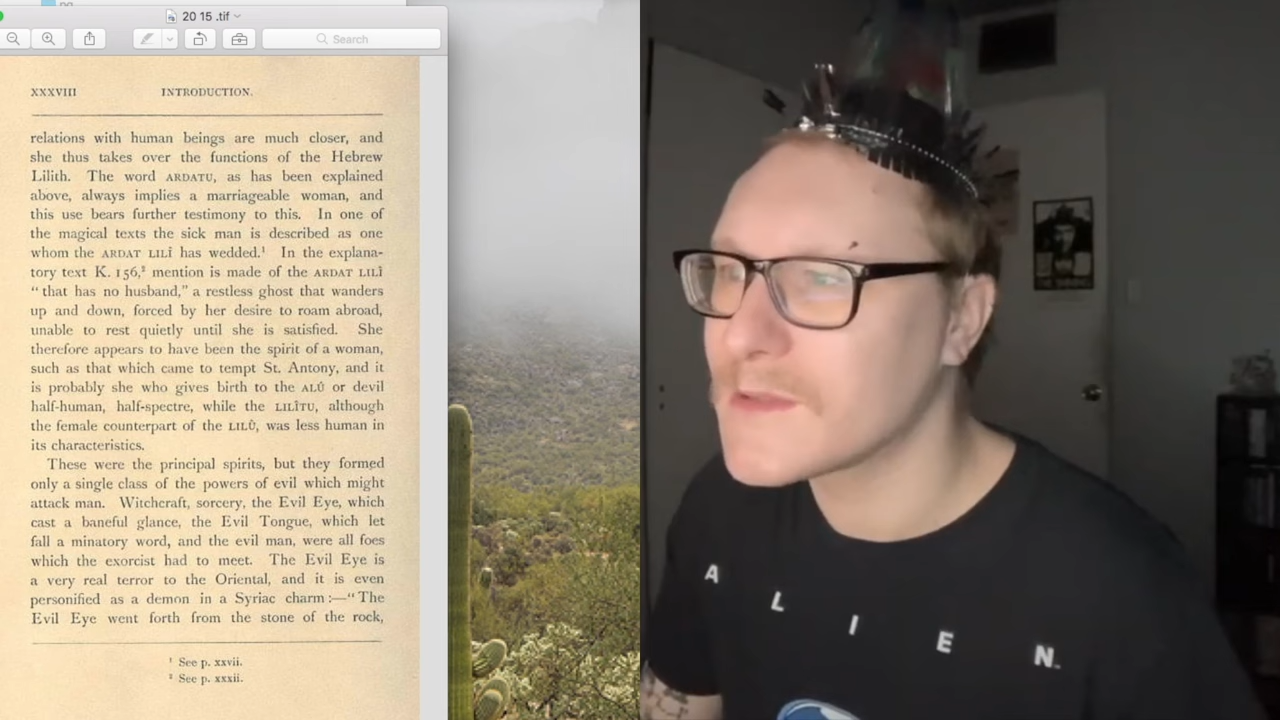 20 15 .tif
Search
XXXVIII INTRODUCTION.
relations with human beings are much closer, and
she thus takes over the functions of the Hebrew
Lilith. The word ARDATU, as has been explained
above, always implies a marriageable woman, and
this use bears further testimony to this. In one of
the magical texts the sick man is described as one
whom the ARDAT LILÎ has wedded.¹ In the explana-
tory text K. 156,² mention is made of the ARDAT LILÎ
“ that has no husband,” a restless ghost that wanders
up and down, forced by her desire to roam abroad,
unable to rest quietly until she is satisfied. She
therefore appears to have been the spirit of a woman,
such as that which came to tempt St. Antony, and it
is probably she who gives birth to the ALÛ or devil
half-human, half-spectre, while the LILÎTU, although
the female counterpart of the LILÛ, was less human in
its characteristics.
These were the principal spirits, but they formed
only a single class of the powers of evil which might
attack man. Witchcraft, sorcery, the Evil Eye, which
cast a baneful glance, the Evil Tongue, which let
fall a minatory word, and the evil man, were all foes
which the exorcist had to meet. The Evil Eye is
a very real terror to the Oriental, and it is even
personified as a demon in a Syriac charm :—“ The
Evil Eye went forth from the stone of the rock,
¹ See p. xxvii.
² See p. xxxii.
ALIEN